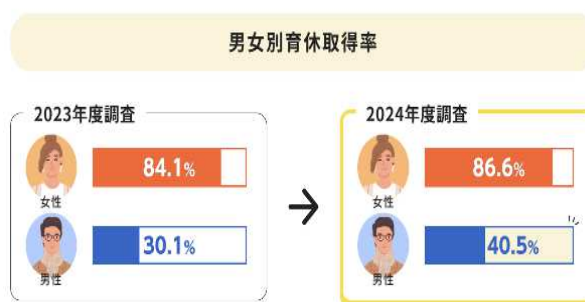 男女別育休取得率
2023年度調査
84.1%
女性
30.1%
男性
2024年度調査
86.6%
女性
40.5%
男性